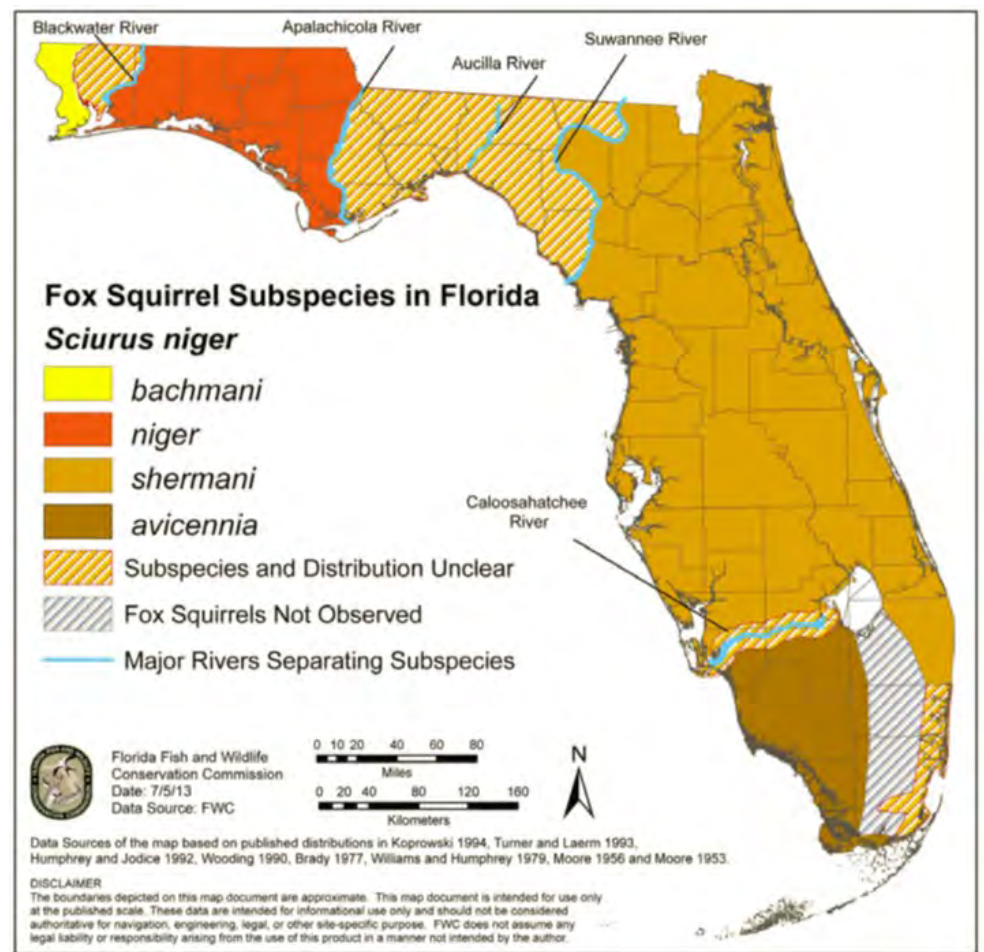 Blackwater River
Apalachicola River
Aucilla River
Suwannee River
Fox Squirrel Subspecies in Florida
Sciurus niger
bachmani
niger
shermani
avicennia
Subspecies and Distribution Unclear
Fox Squirrels Not Observed
Major Rivers Separating Subspecies
Caloosahatchee
River
Florida Fish and Wildlife
Conservation Commission
Date: 7/5/13
Data Source: FWC
0 10 20 40 60 80
Miles
0 20 40 80 120 160
Kilometers
N
Data Sources of the map based on published distributions in Koprowski 1994, Turner and Laerm 1993,
Humphrey and Jodice 1992, Wooding 1990, Brady 1977, Williams and Humphrey 1979, Moore 1956 and Moore 1953.
DISCLAIMER
The boundaries depicted on this map document are approximate. This map document is intended for use only
at the published scale. These data are intended for informational use only and should not be considered
authoritative for navigation, engineering, legal, or other site-specific purpose. FWC does not assume any
legal liability or responsibility arising from the use of this product in a manner not intended by the author.